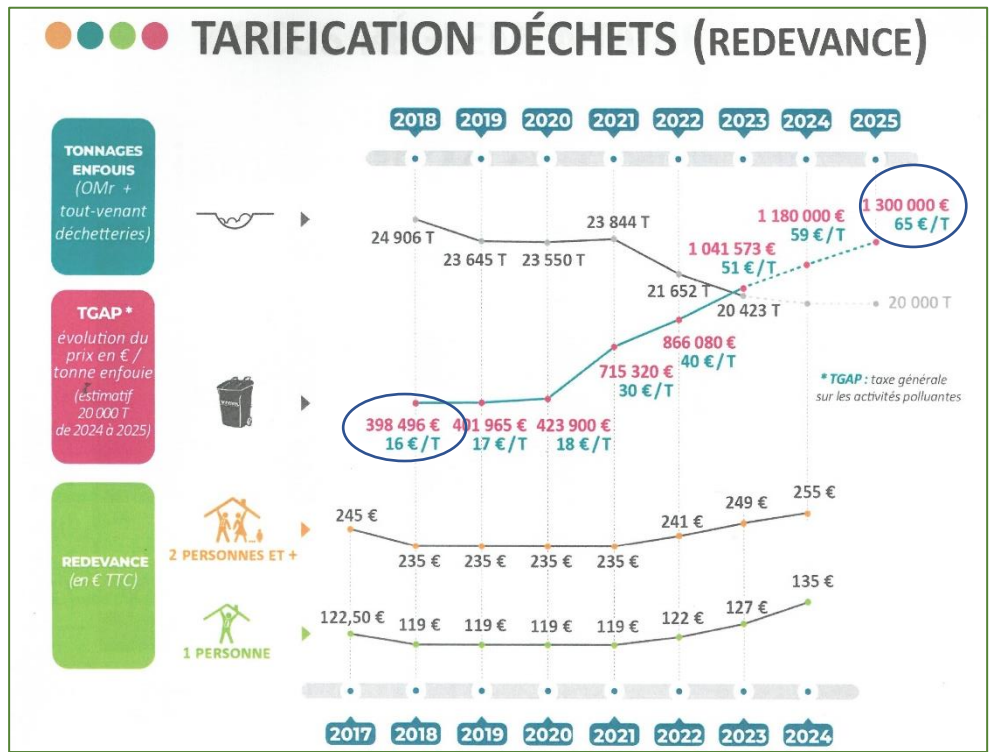 TARIFICATION DÉCHETS (REDEVANCE)
2018 2019 2020 2021 2022 2023 2024 2025
TONNAGES
ENFOUIS
(OMr +
tout-venant
déchetteries)
24 906 T
23 645 T
23 550 T
23 844 T
21 652 T
20 423 T
20 000 T
TGAP *
évolution du
prix en € /
tonne enfouie
(estimatif
20 000 T
de 2024 à 2025)
398 496 €
16 €/T
401 965 €
17 €/T
423 900 €
18 €/T
715 320 €
30 €/T
866 080 €
40 €/T
1 041 573 €
51 €/T
1 180 000 €
59 €/T
1 300 000 €
65 €/T
* TGAP : taxe générale
sur les activités polluantes
REDEVANCE
(en € TTC)
2 PERSONNES ET +
245 €
235 €
235 €
235 €
235 €
241 €
249 €
255 €
1 PERSONNE
122,50 €
119 €
119 €
119 €
119 €
122 €
127 €
135 €
2017 2018 2019 2020 2021 2022 2023 2024